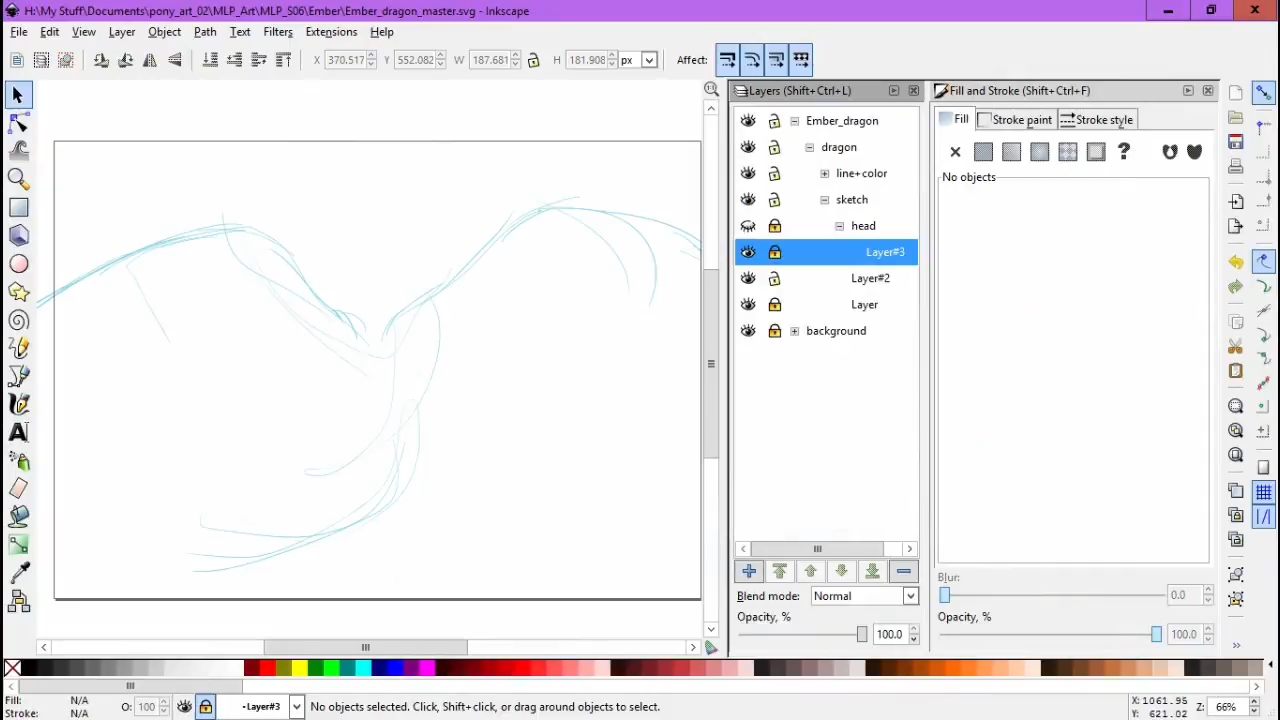 H:\My Stuff\Documents\pony_art_02\MLP_Art\MLP_S06\Ember\Ember_dragon_master.svg - Inkscape
File Edit View Layer Object Path Text Filters Extensions Help
X 370.517 Y 552.082 W 187.681 H 181.908 px Affect:
Layers (Shift+Ctrl+L)
Fill and Stroke (Shift+Ctrl+F)
Fill Stroke paint Stroke style
No objects
Ember_dragon
dragon
line+color
sketch
head
Layer#3
Layer#2
Layer
background
Blend mode: Normal
Opacity, % 100.0
Blur: 0.0
Opacity, % 100.0
Fill: N/A
Stroke: N/A
O: 100
-Layer#3
No objects selected. Click, Shift+click, or drag around objects to select.
X: 1061.95
Y: 621.02
Z: 66%